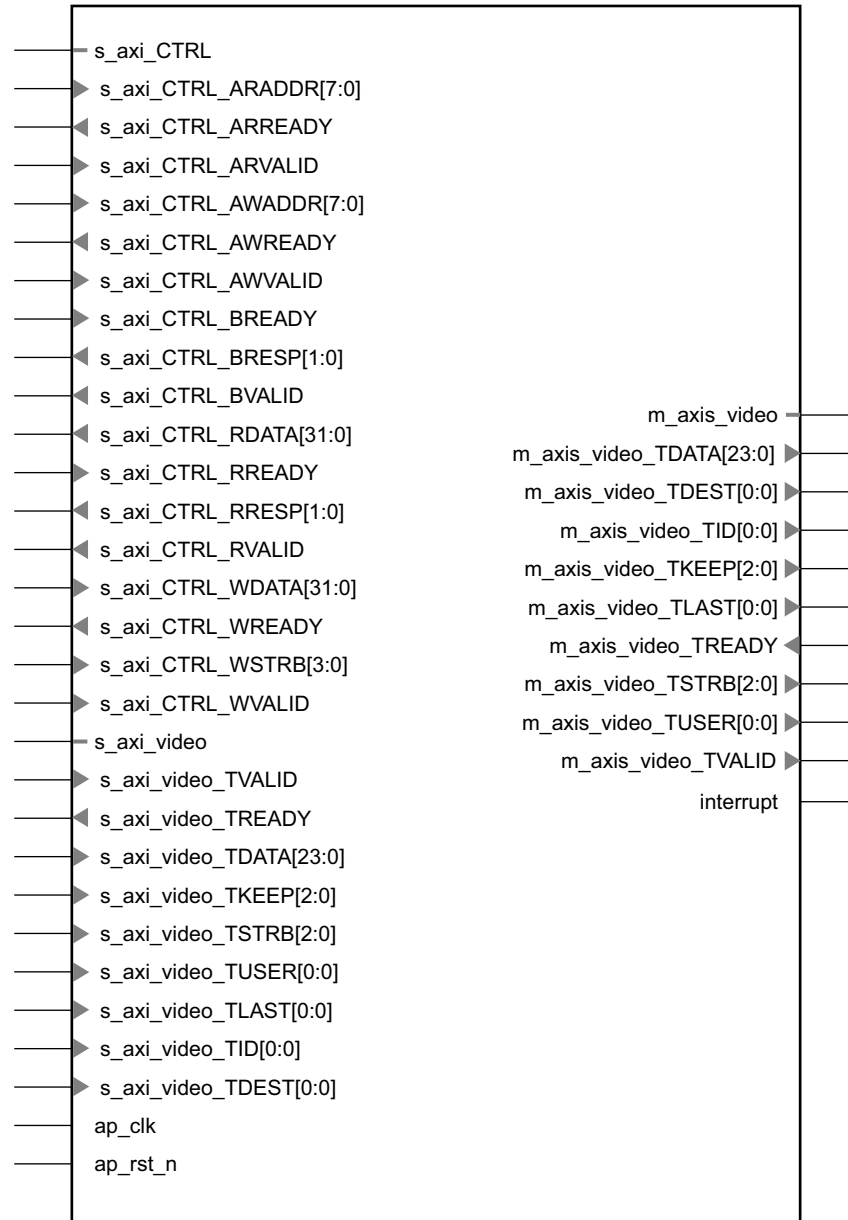 s_axi_CTRL
s_axi_CTRL_ARADDR[7:0]
s_axi_CTRL_ARREADY
s_axi_CTRL_ARVALID
s_axi_CTRL_AWADDR[7:0]
s_axi_CTRL_AWREADY
s_axi_CTRL_AWVALID
s_axi_CTRL_BREADY
s_axi_CTRL_BRESP[1:0]
s_axi_CTRL_BVALID
s_axi_CTRL_RDATA[31:0]
s_axi_CTRL_RREADY
s_axi_CTRL_RRESP[1:0]
s_axi_CTRL_RVALID
s_axi_CTRL_WDATA[31:0]
s_axi_CTRL_WREADY
s_axi_CTRL_WSTRB[3:0]
s_axi_CTRL_WVALID
s_axi_video
s_axi_video_TVALID
s_axi_video_TREADY
s_axi_video_TDATA[23:0]
s_axi_video_TKEEP[2:0]
s_axi_video_TSTRB[2:0]
s_axi_video_TUSER[0:0]
s_axi_video_TLAST[0:0]
s_axi_video_TID[0:0]
s_axi_video_TDEST[0:0]
ap_clk
ap_rst_n
m_axis_video
m_axis_video_TDATA[23:0]
m_axis_video_TDEST[0:0]
m_axis_video_TID[0:0]
m_axis_video_TKEEP[2:0]
m_axis_video_TLAST[0:0]
m_axis_video_TREADY
m_axis_video_TSTRB[2:0]
m_axis_video_TUSER[0:0]
m_axis_video_TVALID
interrupt